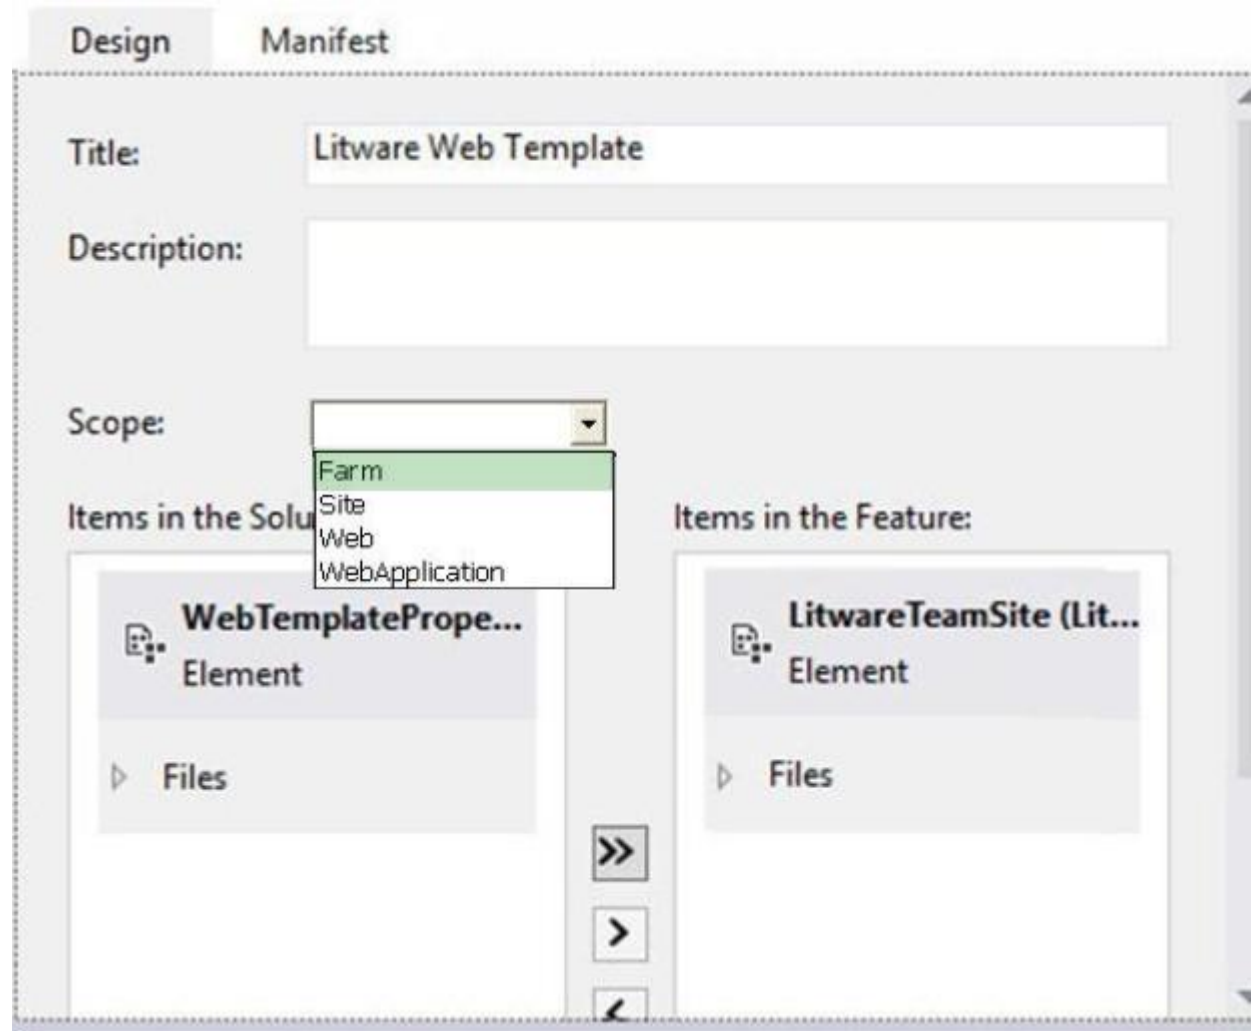 Design Manifest
Title: Litware Web Template
Description:
Scope:
Farm
Site
Web
WebApplication
Items in the Solu
Items in the Feature:
WebTemplatePrope...
Element
Files
LitwareTeamSite (Lit...
Element
Files